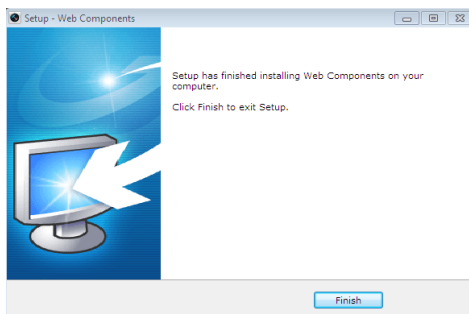 Setup - Web Components
Setup has finished installing Web Components on your
computer.
Click Finish to exit Setup.
Finish